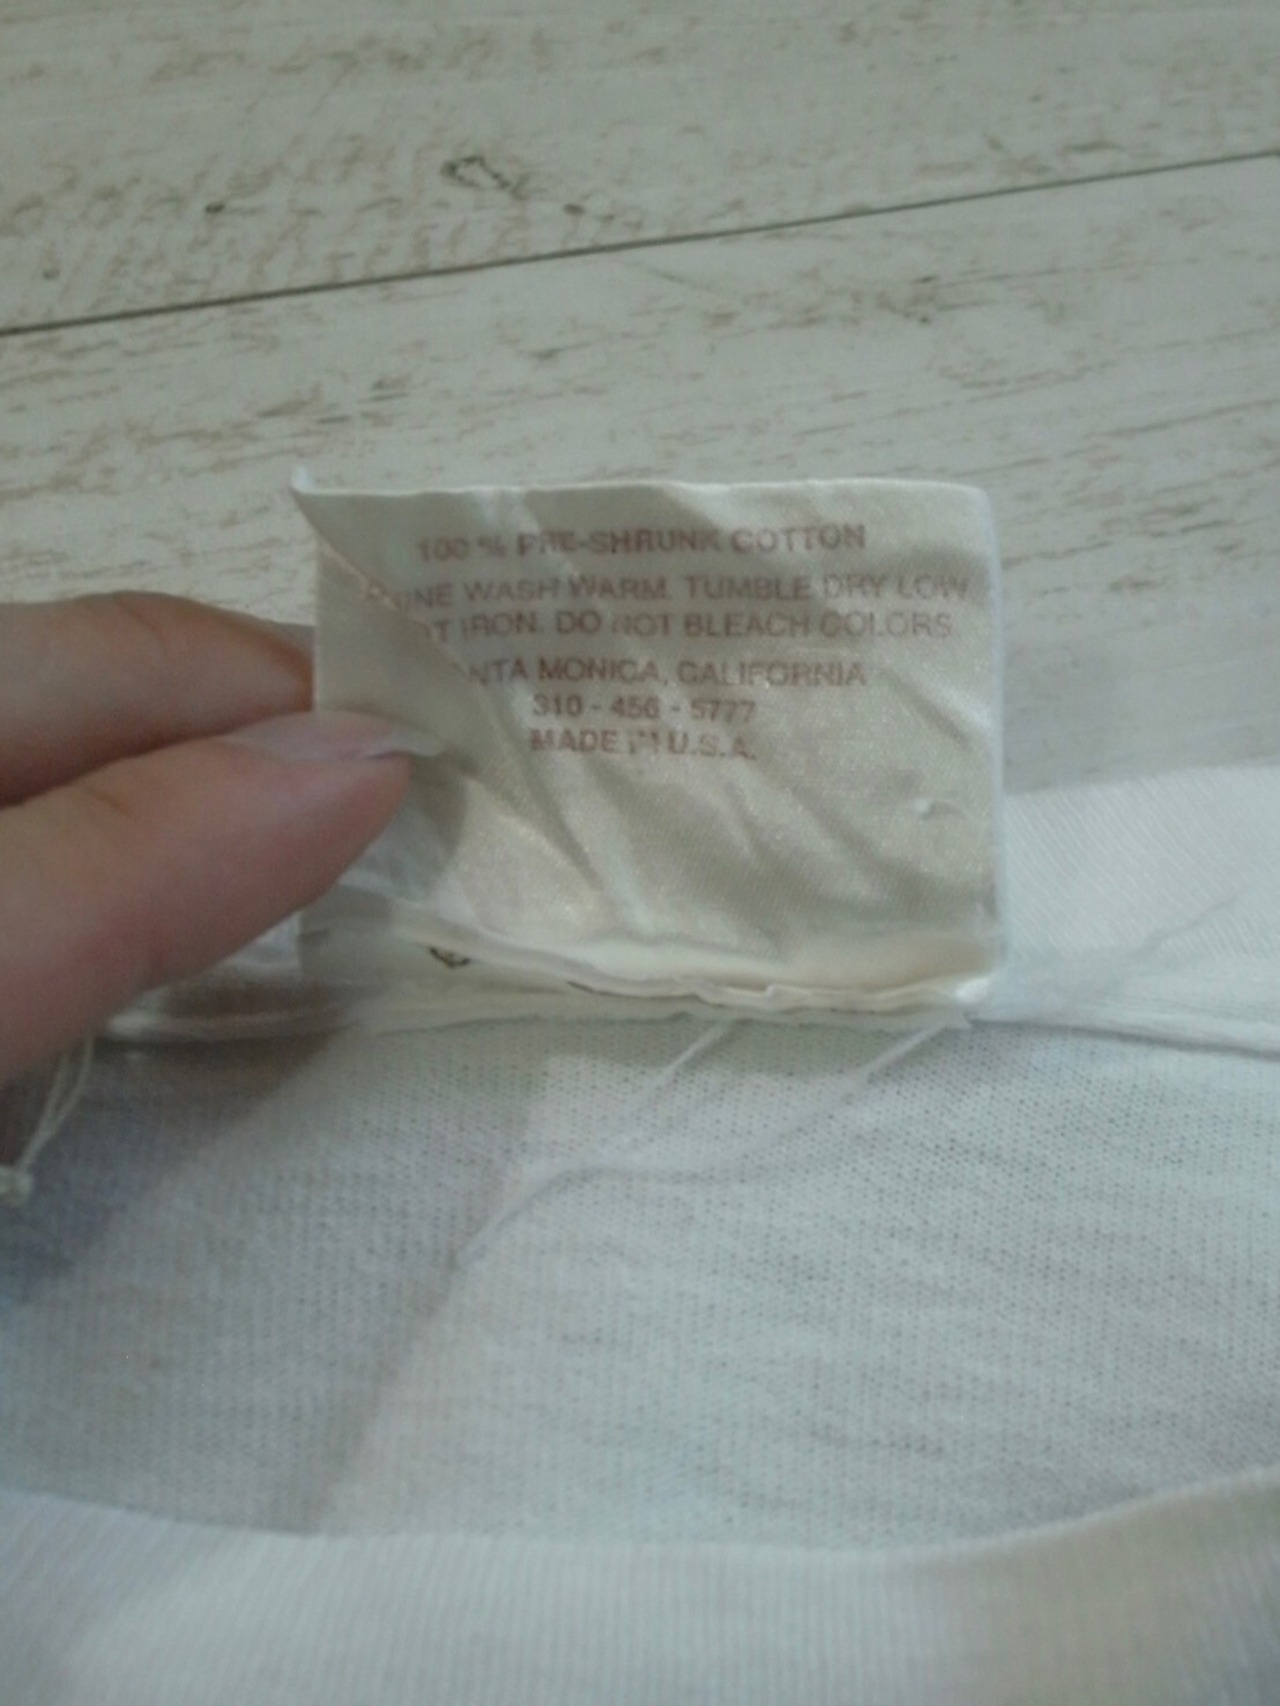 100 % PRE-SHRUNK COTTON
WASH WARM. TUMBLE DRY LOW
IRON. DO NOT BLEACH COLORS.
MONICA, CALIFORNIA
310 - 456 - 5777
MADE IN U.S.A.